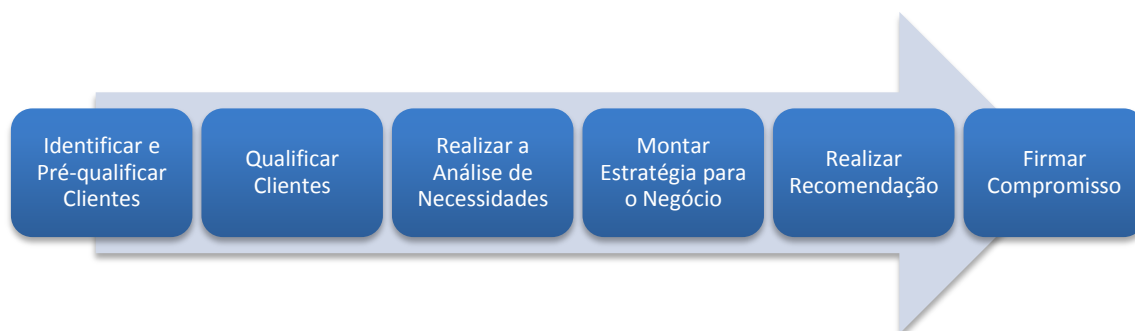 Identificar e
Pré-qualificar
Clientes
Qualificar
Clientes
Realizar a
Análise de
Necessidades
Montar
Estratégia para
o Negócio
Realizar
Recomendação
Firmar
Compromisso